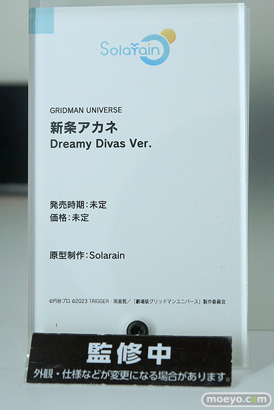 Solarain
GRIDMAN UNIVERSE
新条アカネ
Dreamy Divas Ver.
発売時期:未定
価格:未定
原型制作:Solarain
©円谷プロ ©2023 TRIGGER・雨宮哲/「劇場版グリッドマンユニバース」製作委員会
監修中
外観・仕様などが変更になる場合があります。
moeyo.com